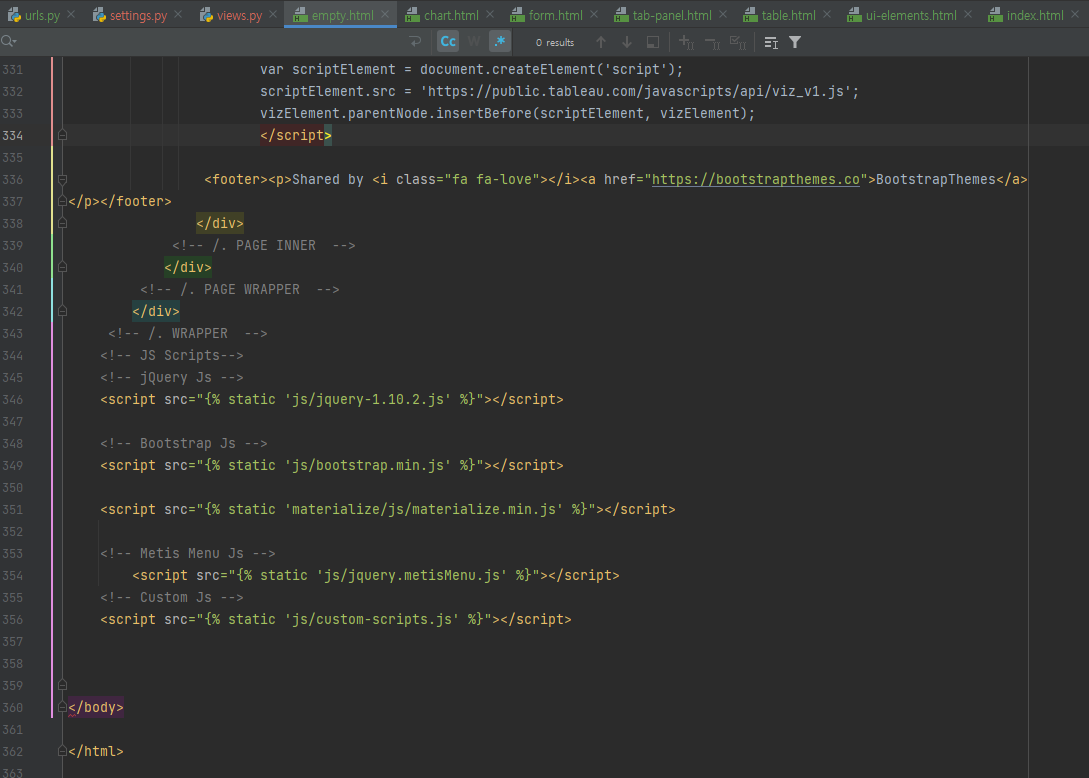 urls.py settings.py views.py empty.html chart.html form.html tab-panel.html table.html ui-elements.html index.html
Cc W .* 0 results
331 var scriptElement = document.createElement('script');
332 scriptElement.src = 'https://public.tableau.com/javascripts/api/viz_v1.js';
333 vizElement.parentNode.insertBefore(scriptElement, vizElement);
334 </script>
335
336 <footer><p>Shared by <i class="fa fa-love"></i><a href="https://bootstrapthemes.co">BootstrapThemes</a>
337 </p></footer>
338 </div>
339 <!-- /. PAGE INNER  -->
340 </div>
341 <!-- /. PAGE WRAPPER  -->
342 </div>
343 <!-- /. WRAPPER  -->
344 <!-- JS Scripts-->
345 <!-- jQuery Js -->
346 <script src="{% static 'js/jquery-1.10.2.js' %}"></script>
347
348 <!-- Bootstrap Js -->
349 <script src="{% static 'js/bootstrap.min.js' %}"></script>
350
351 <script src="{% static 'materialize/js/materialize.min.js' %}"></script>
352
353 <!-- Metis Menu Js -->
354 <script src="{% static 'js/jquery.metisMenu.js' %}"></script>
355 <!-- Custom Js -->
356 <script src="{% static 'js/custom-scripts.js' %}"></script>
357
358
359
360 </body>
361
362 </html>
363